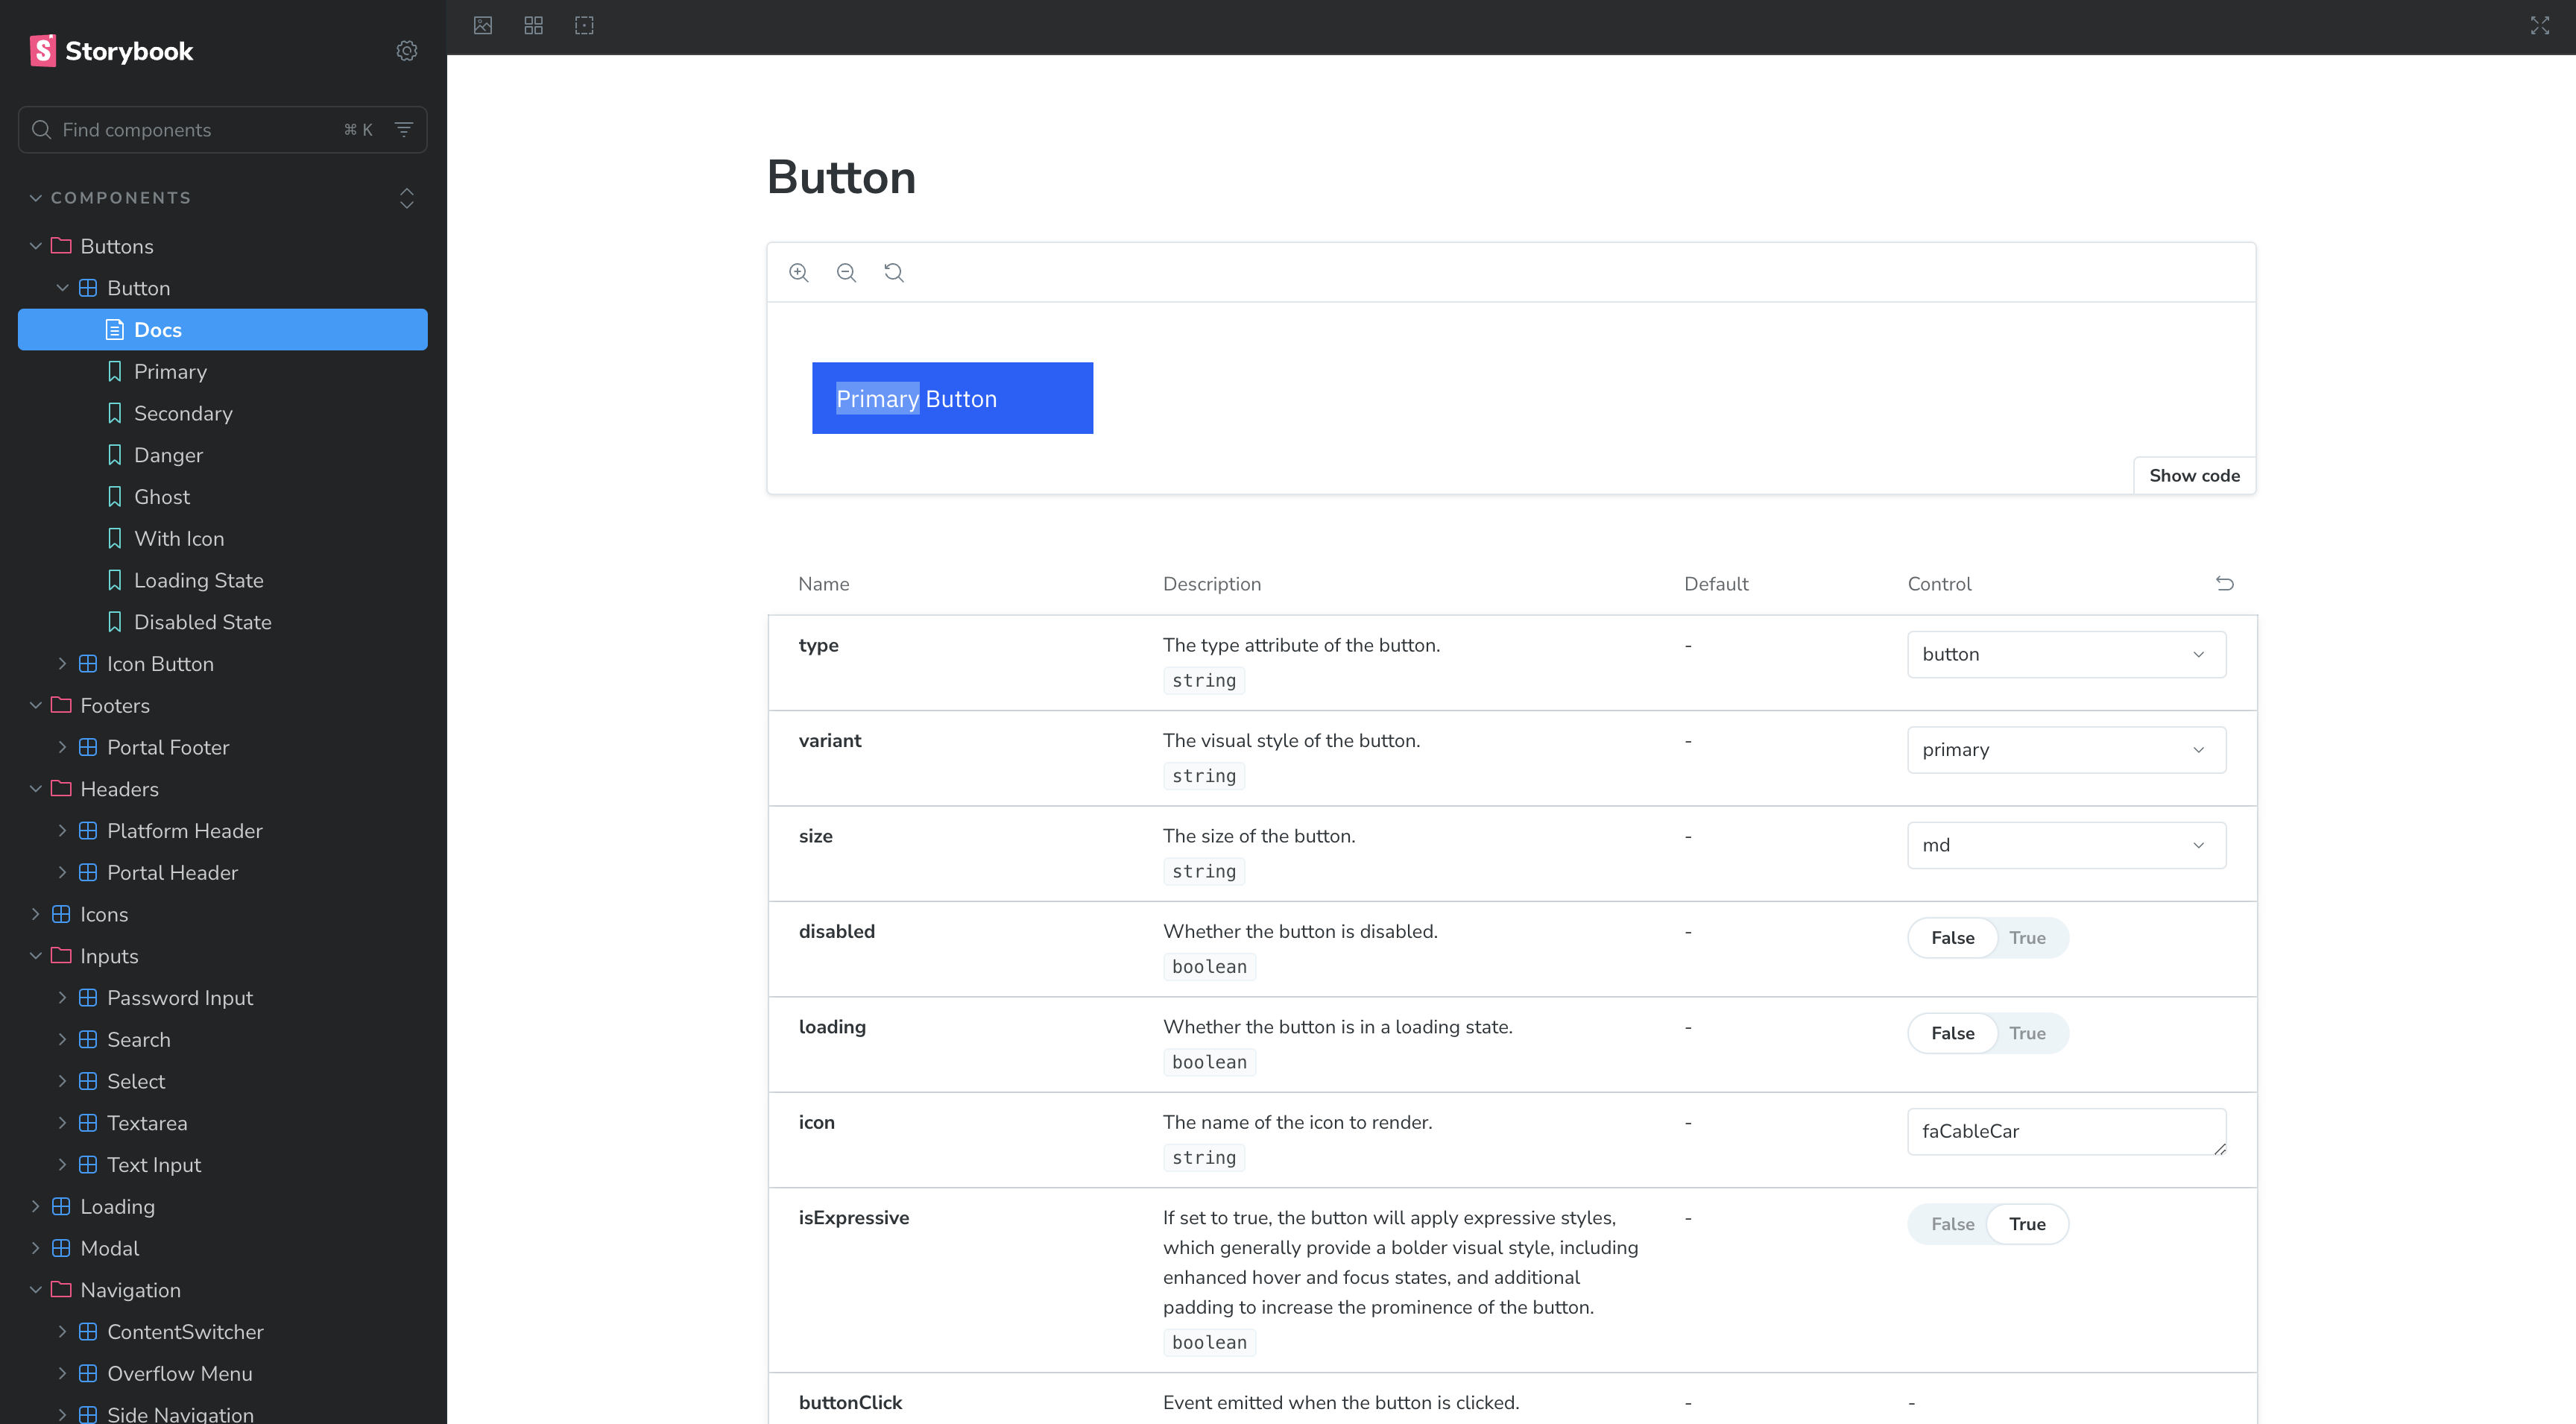 Storybook
Find components
⌘ K
COMPONENTS
Buttons
Button
Docs
Primary
Secondary
Danger
Ghost
With Icon
Loading State
Disabled State
Icon Button
Footers
Portal Footer
Headers
Platform Header
Portal Header
Icons
Inputs
Password Input
Search
Select
Textarea
Text Input
Loading
Modal
Navigation
ContentSwitcher
Overflow Menu
Side Navigation
Button
Primary Button
Show code
Name Description Default Control
type The type attribute of the button. - button
string
variant The visual style of the button. - primary
string
size The size of the button. - md
string
disabled Whether the button is disabled. - False True
boolean
loading Whether the button is in a loading state. - False True
boolean
icon The name of the icon to render. - faCableCar
string
isExpressive If set to true, the button will apply expressive styles, - False True
which generally provide a bolder visual style, including
enhanced hover and focus states, and additional
padding to increase the prominence of the button.
boolean
buttonClick Event emitted when the button is clicked. - -